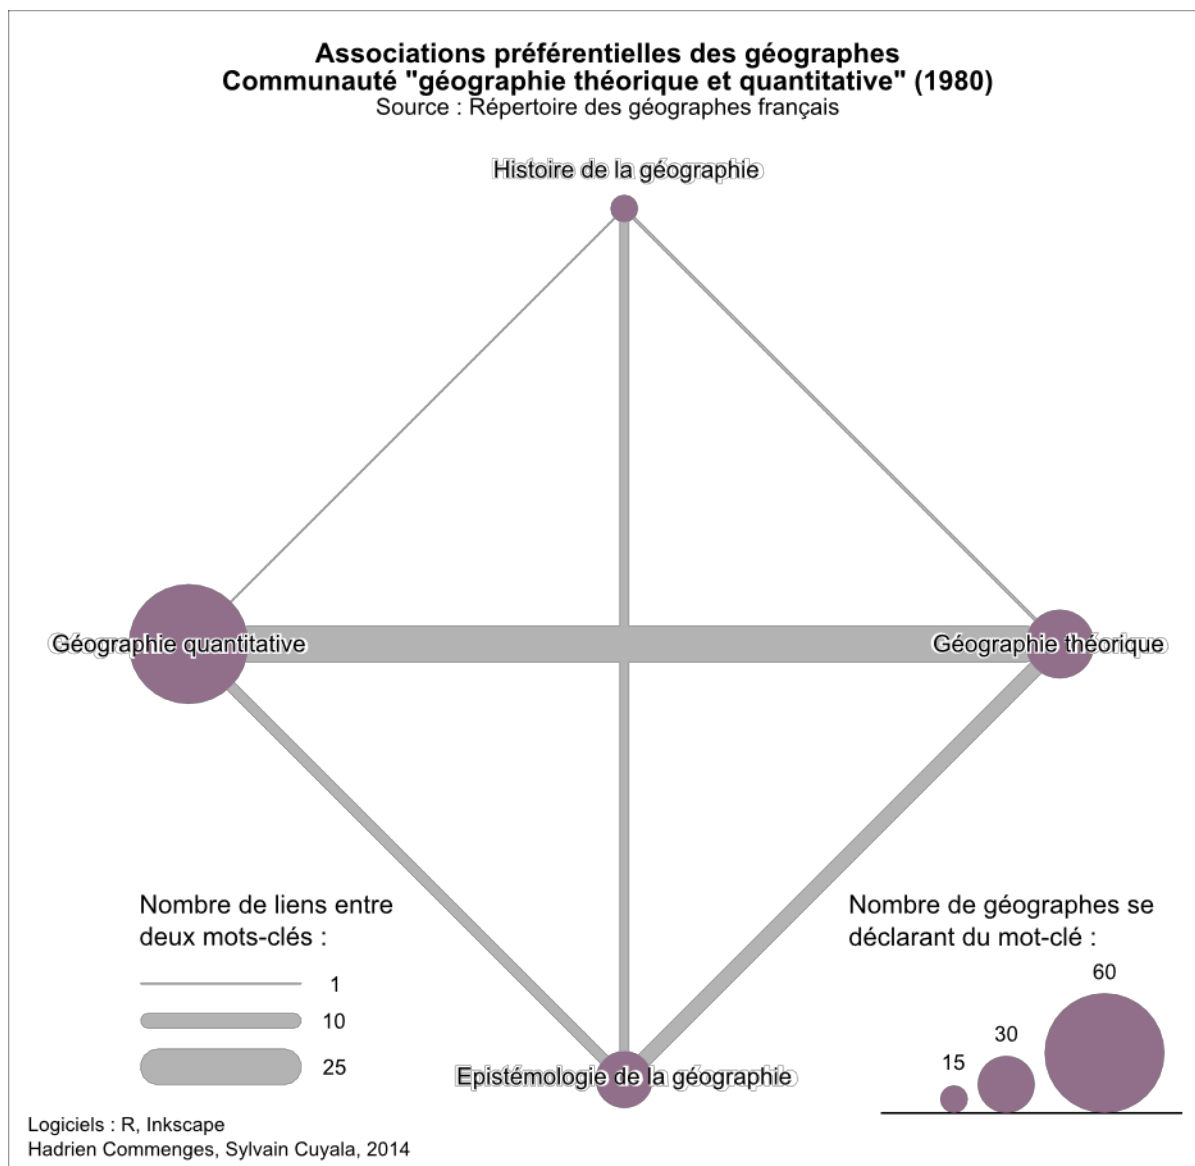 Associations préférentielles des géographes
Communauté "géographie théorique et quantitative" (1980)
Source : Répertoire des géographes français
Histoire de la géographie
Géographie quantitative
Géographie théorique
Epistémologie de la géographie
Nombre de liens entre
deux mots-clés :
1
10
25
Nombre de géographes se
déclarant du mot-clé :
15
30
60
Logiciels : R, Inkscape
Hadrien Commenges, Sylvain Cuyala, 2014